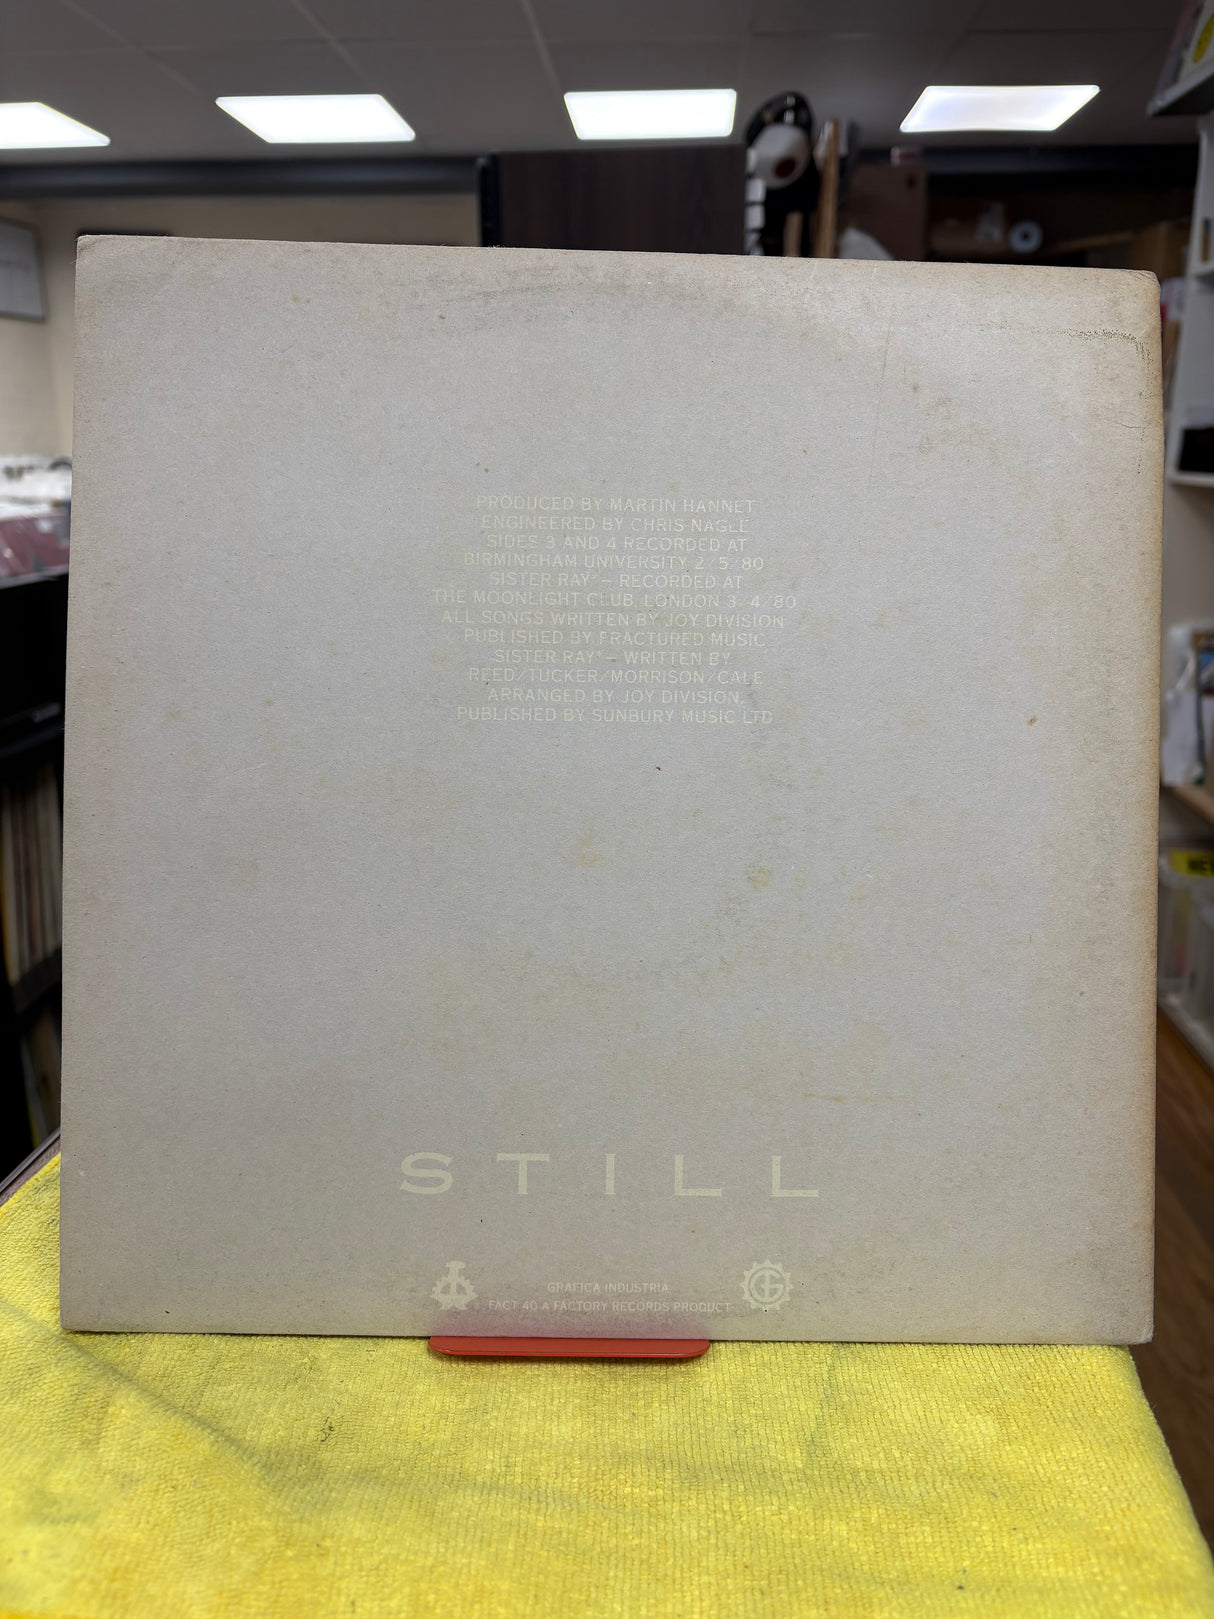 PRODUCED BY MARTIN HANNET
ENGINEERED BY CHRIS NAGLE
SIDES 3 AND 4 RECORDED AT
BIRMINGHAM UNIVERSITY 2/5/80
SISTER RAY* – RECORDED AT
THE MOONLIGHT CLUB, LONDON 3/4/80
ALL SONGS WRITTEN BY JOY DIVISION
PUBLISHED BY FRACTURED MUSIC
SISTER RAY* – WRITTEN BY
REED/TUCKER/MORRISON/CALE
ARRANGED BY JOY DIVISION,
PUBLISHED BY SUNBURY MUSIC LTD.
STILL
GRAFICA INDUSTRIA
FACT 40 A FACTORY RECORDS PRODUCT